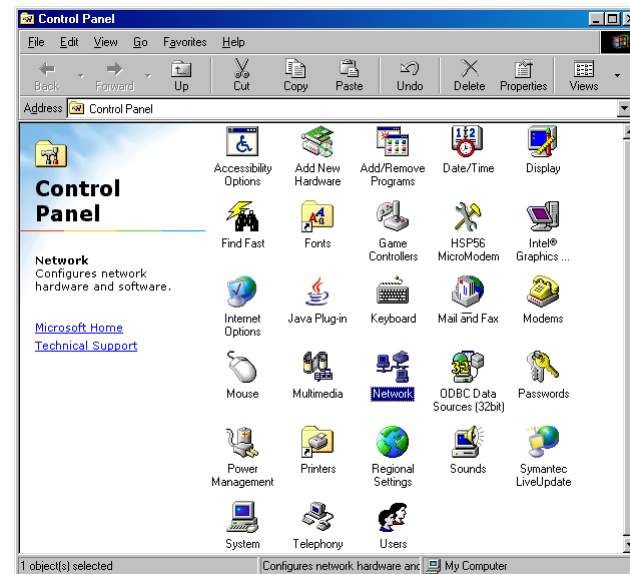 Control Panel
File Edit View Go Favorites Help
Back Forward Up Cut Copy Paste Undo Delete Properties Views
Address Control Panel
Control
Panel
Network
Configures network
hardware and software.
Microsoft Home
Technical Support
Accessibility Options
Add New Hardware
Add/Remove Programs
Date/Time
Display
Find Fast
Fonts
Game Controllers
HSP56 MicroModem
Intel® Graphics ...
Internet Options
Java Plug-in
Keyboard
Mail and Fax
Modems
Mouse
Multimedia
Network
ODBC Data Sources (32bit)
Passwords
Power Management
Printers
Regional Settings
Sounds
Symantec LiveUpdate
System
Telephony
Users
1 object(s) selected
Configures network hardware anc
My Computer